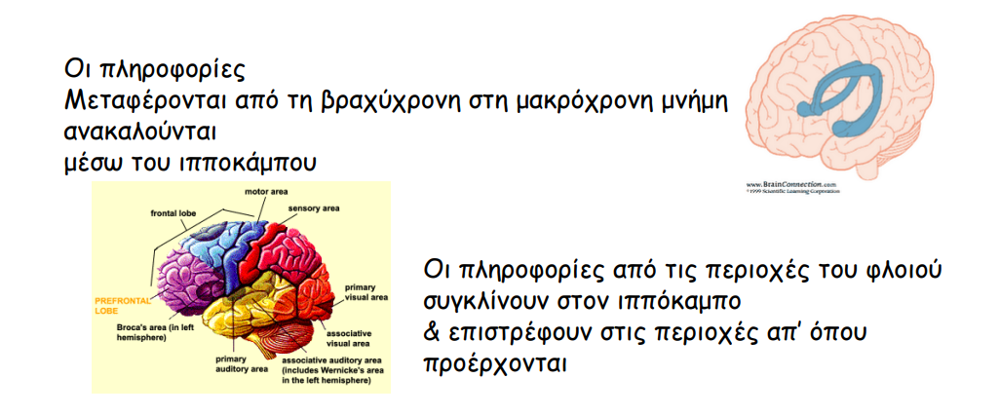 Οι πληροφορίες
Μεταφέρονται από τη βραχύχρονη στη μακρόχρονη μνήμη
ανακαλούνται
μέσω του ιπποκάμπου
www.BrainConnection.com
©1999 Scientific Learning Corporation
motor area
frontal lobe
sensory area
PREFRONTAL
LOBE
Broca's area (in left
hemisphere)
primary
visual area
associative
visual area
primary
auditory area
associative auditory area
(includes Wernicke's area
in the left hemisphere)
Οι πληροφορίες από τις περιοχές του φλοιού
συγκλίνουν στον ιππόκαμπο
& επιστρέφουν στις περιοχές απ’ όπου
προέρχονται